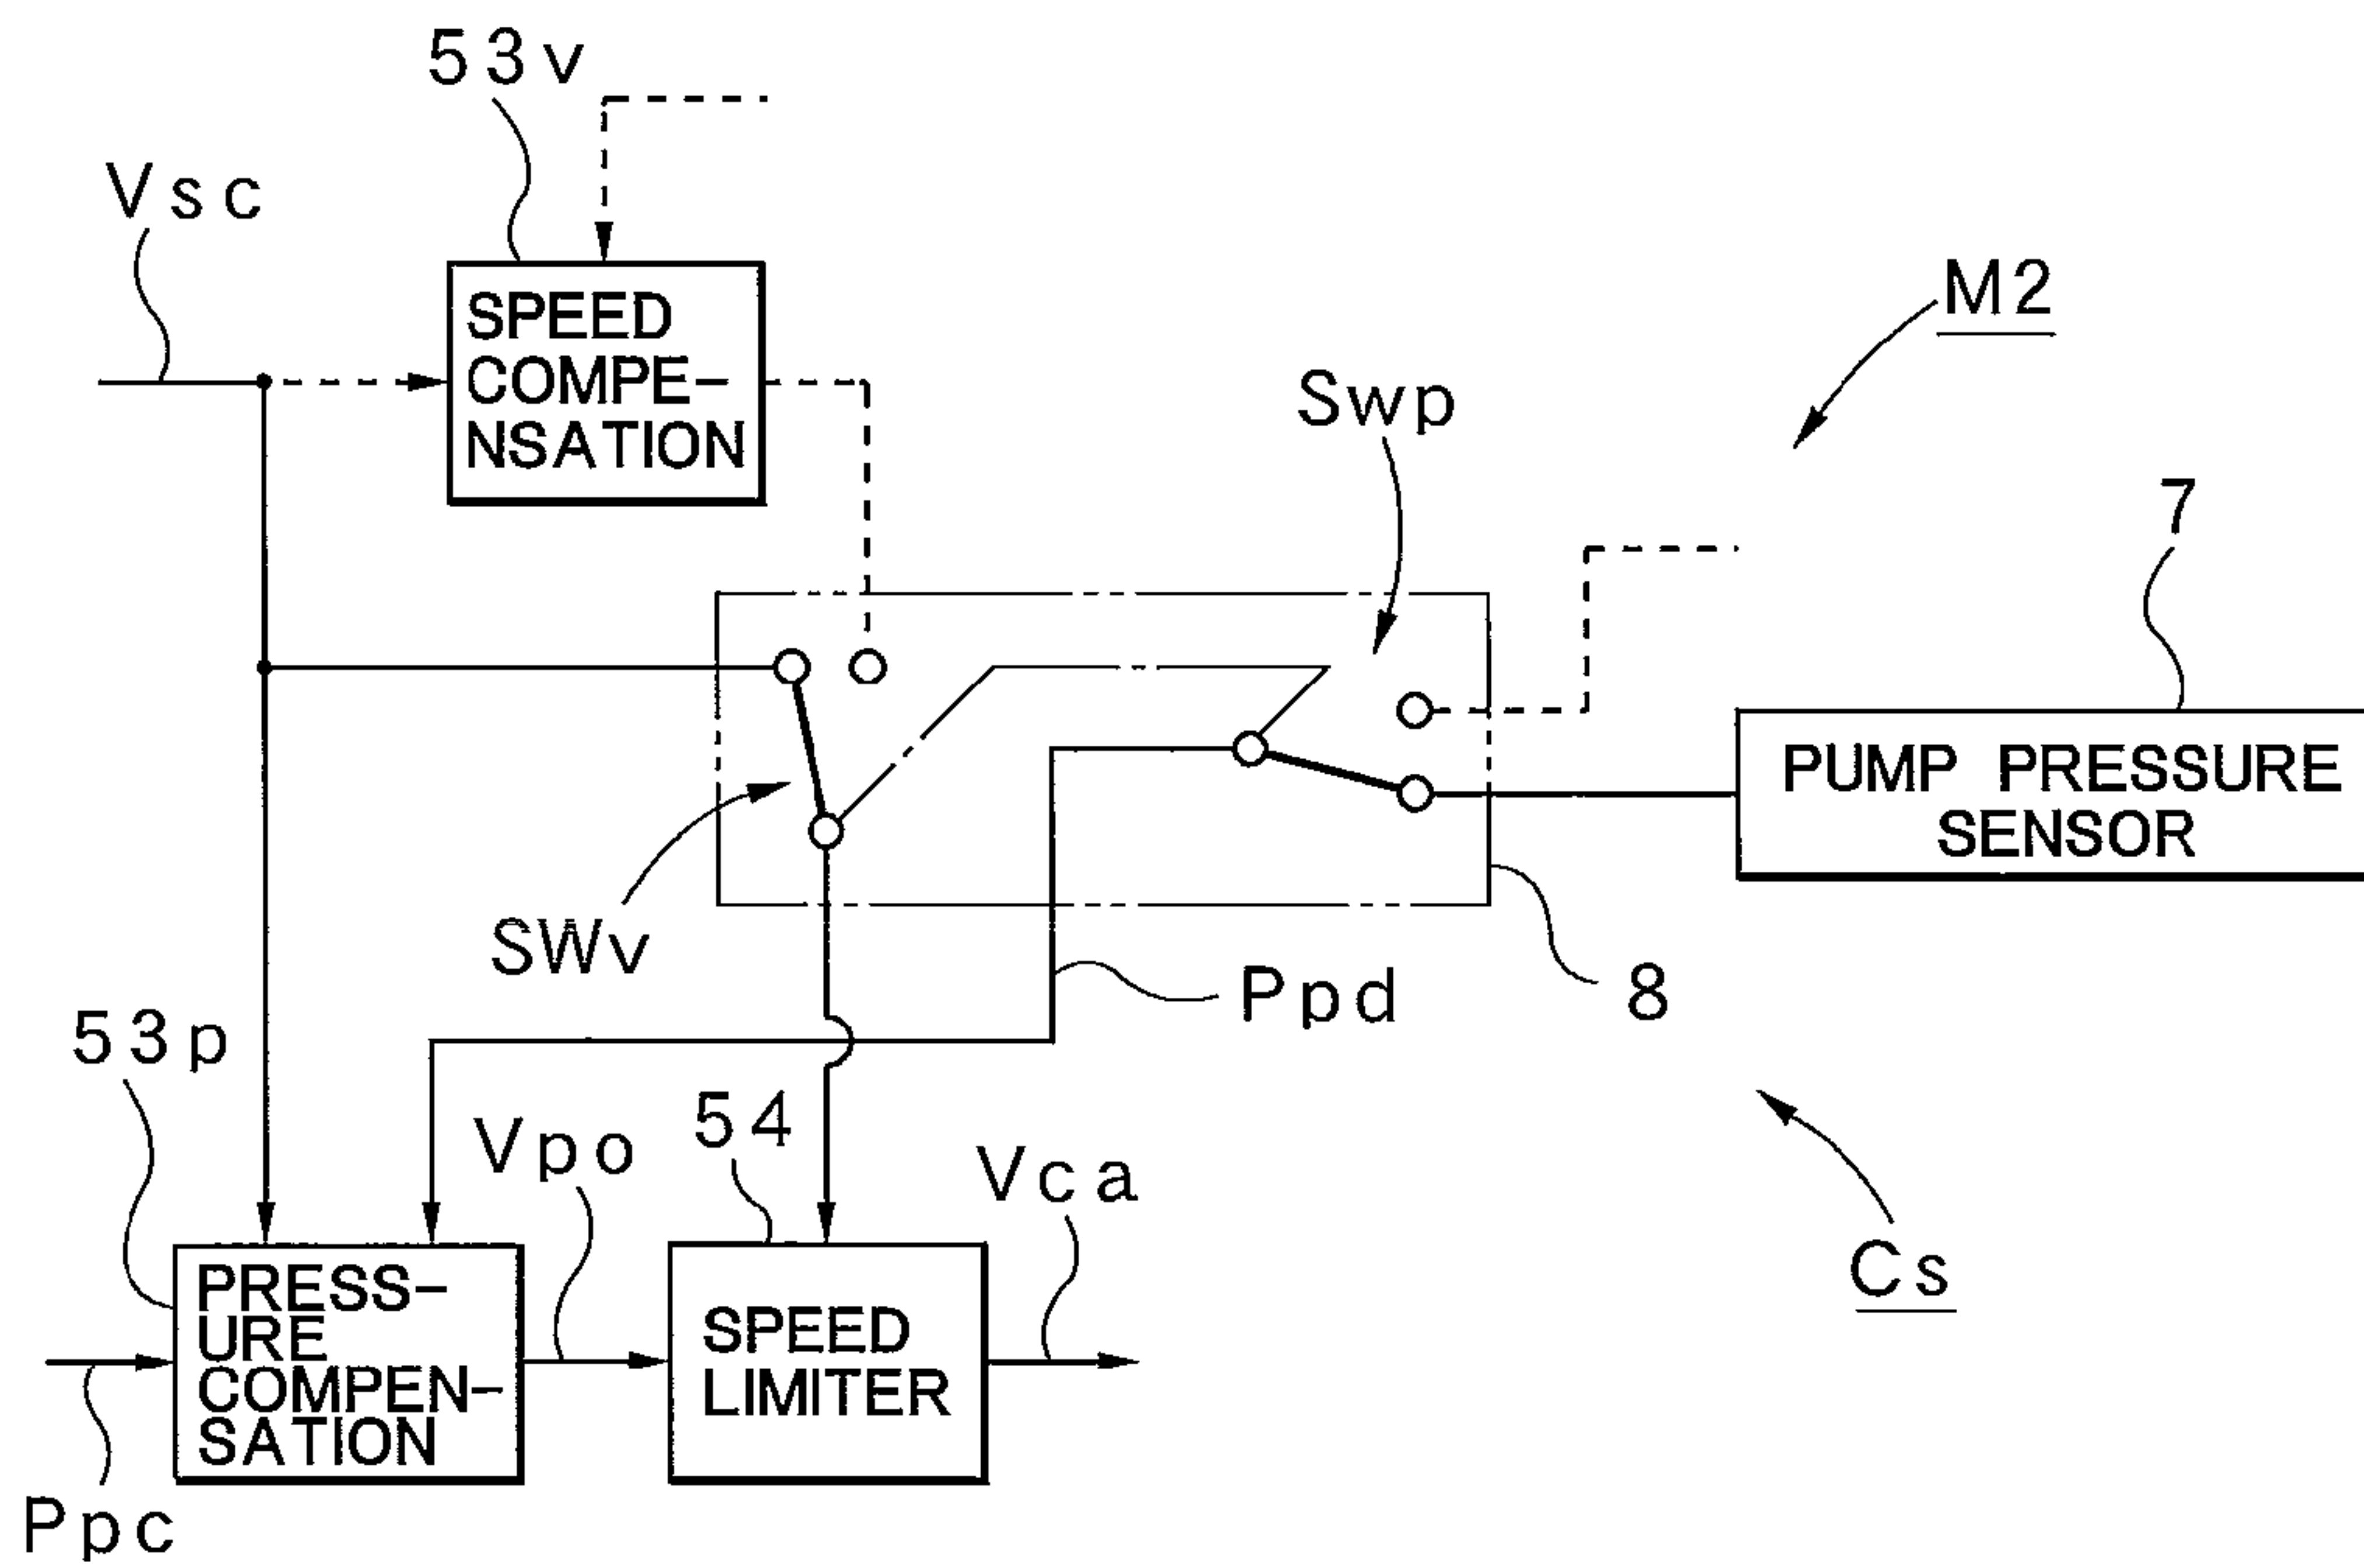 53v
Vsc
SPEED
COMPE-
NSATION
M2
Swp
7
PUMP PRESSURE
SENSOR
SWv
8
Ppd
53p
Vpo
54
Vca
Cs
PRESS-
URE
COMPEN-
SATION
SPEED
LIMITER
Ppc